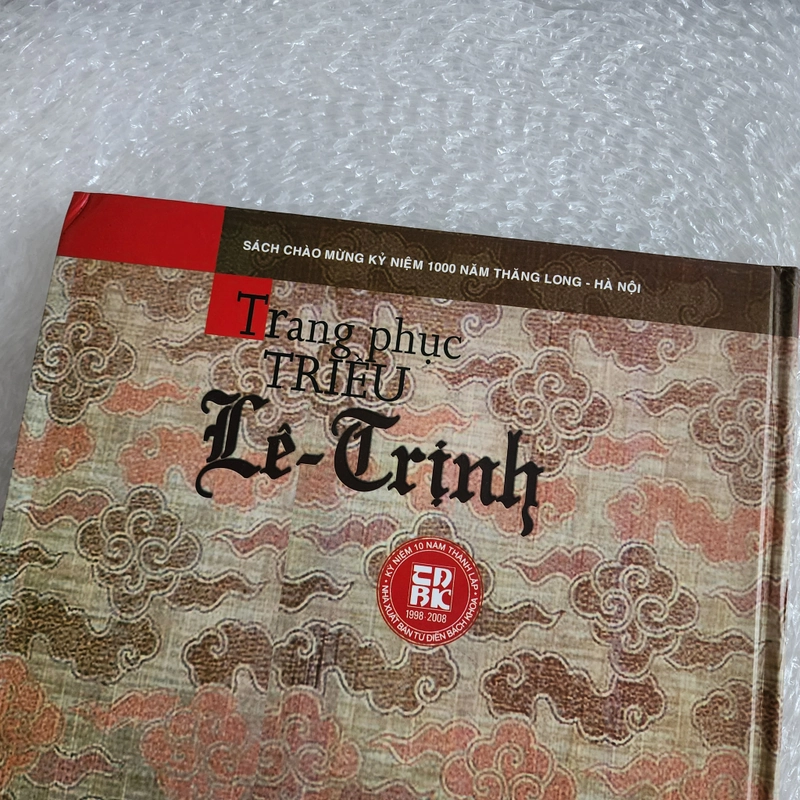 SÁCH CHÀO MỪNG KỶ NIỆM 1000 NĂM THĂNG LONG - HÀ NỘI
Trang phục
TRIỀU
Lê-Trịnh
• KỶ NIỆM 10 NĂM THÀNH LẬP •
TĐBK
1998-2008
NHÀ XUẤT BẢN TỪ ĐIỂN BÁCH KHOA